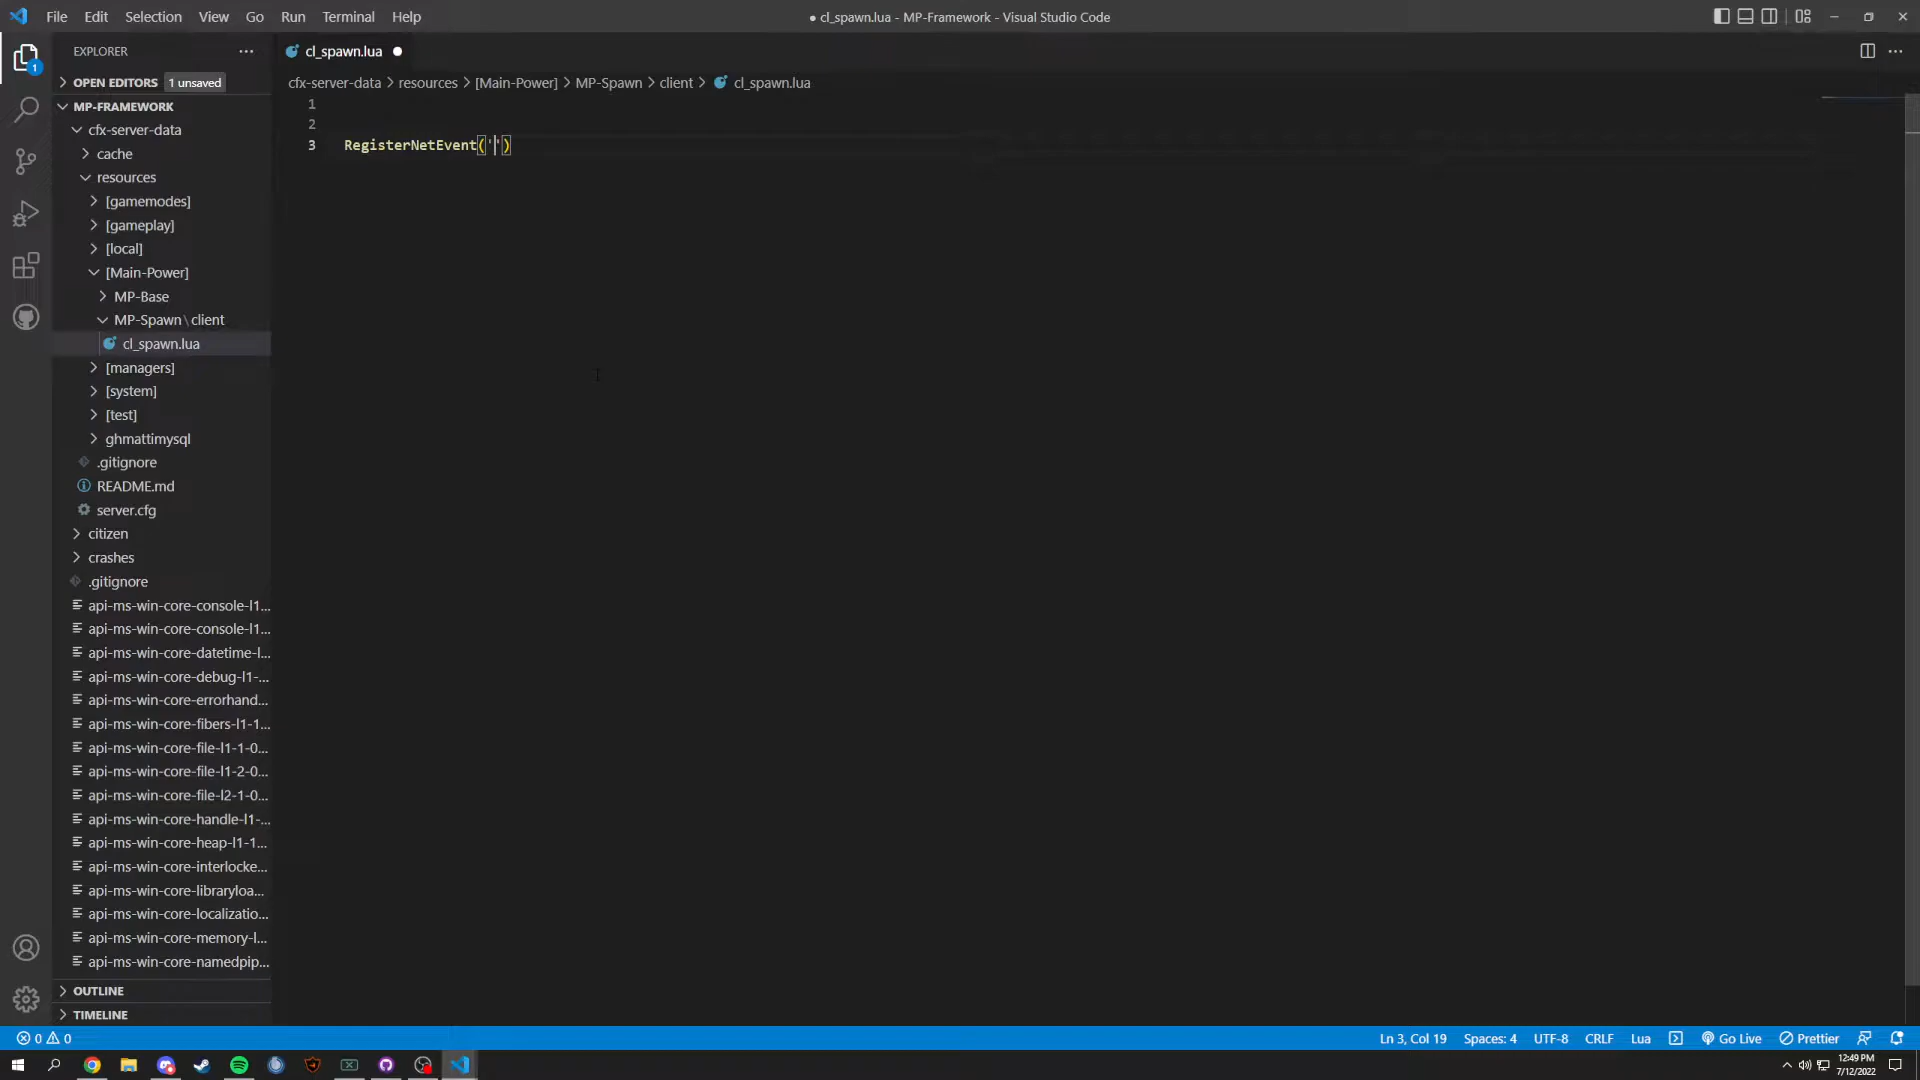 File Edit Selection View Go Run Terminal Help
● cl_spawn.lua - MP-Framework - Visual Studio Code
EXPLORER
OPEN EDITORS 1 unsaved
MP-FRAMEWORK
cfx-server-data
cache
resources
[gamemodes]
[gameplay]
[local]
[Main-Power]
MP-Base
MP-Spawn\client
cl_spawn.lua
[managers]
[system]
[test]
ghmattimysql
.gitignore
README.md
server.cfg
citizen
crashes
.gitignore
api-ms-win-core-console-l1...
api-ms-win-core-console-l1...
api-ms-win-core-datetime-l...
api-ms-win-core-debug-l1-...
api-ms-win-core-errorhand...
api-ms-win-core-fibers-l1-1...
api-ms-win-core-file-l1-1-0...
api-ms-win-core-file-l1-2-0...
api-ms-win-core-file-l2-1-0...
api-ms-win-core-handle-l1-...
api-ms-win-core-heap-l1-1...
api-ms-win-core-interlocke...
api-ms-win-core-libraryloa...
api-ms-win-core-localizatio...
api-ms-win-core-memory-l...
api-ms-win-core-namedpip...
OUTLINE
TIMELINE
1
cl_spawn.lua
cfx-server-data > resources > [Main-Power] > MP-Spawn > client > cl_spawn.lua
1
2
3 RegisterNetEvent('')
0 0
Ln 3, Col 19 Spaces: 4 UTF-8 CRLF Lua Go Live Prettier
12:49 PM
7/12/2022